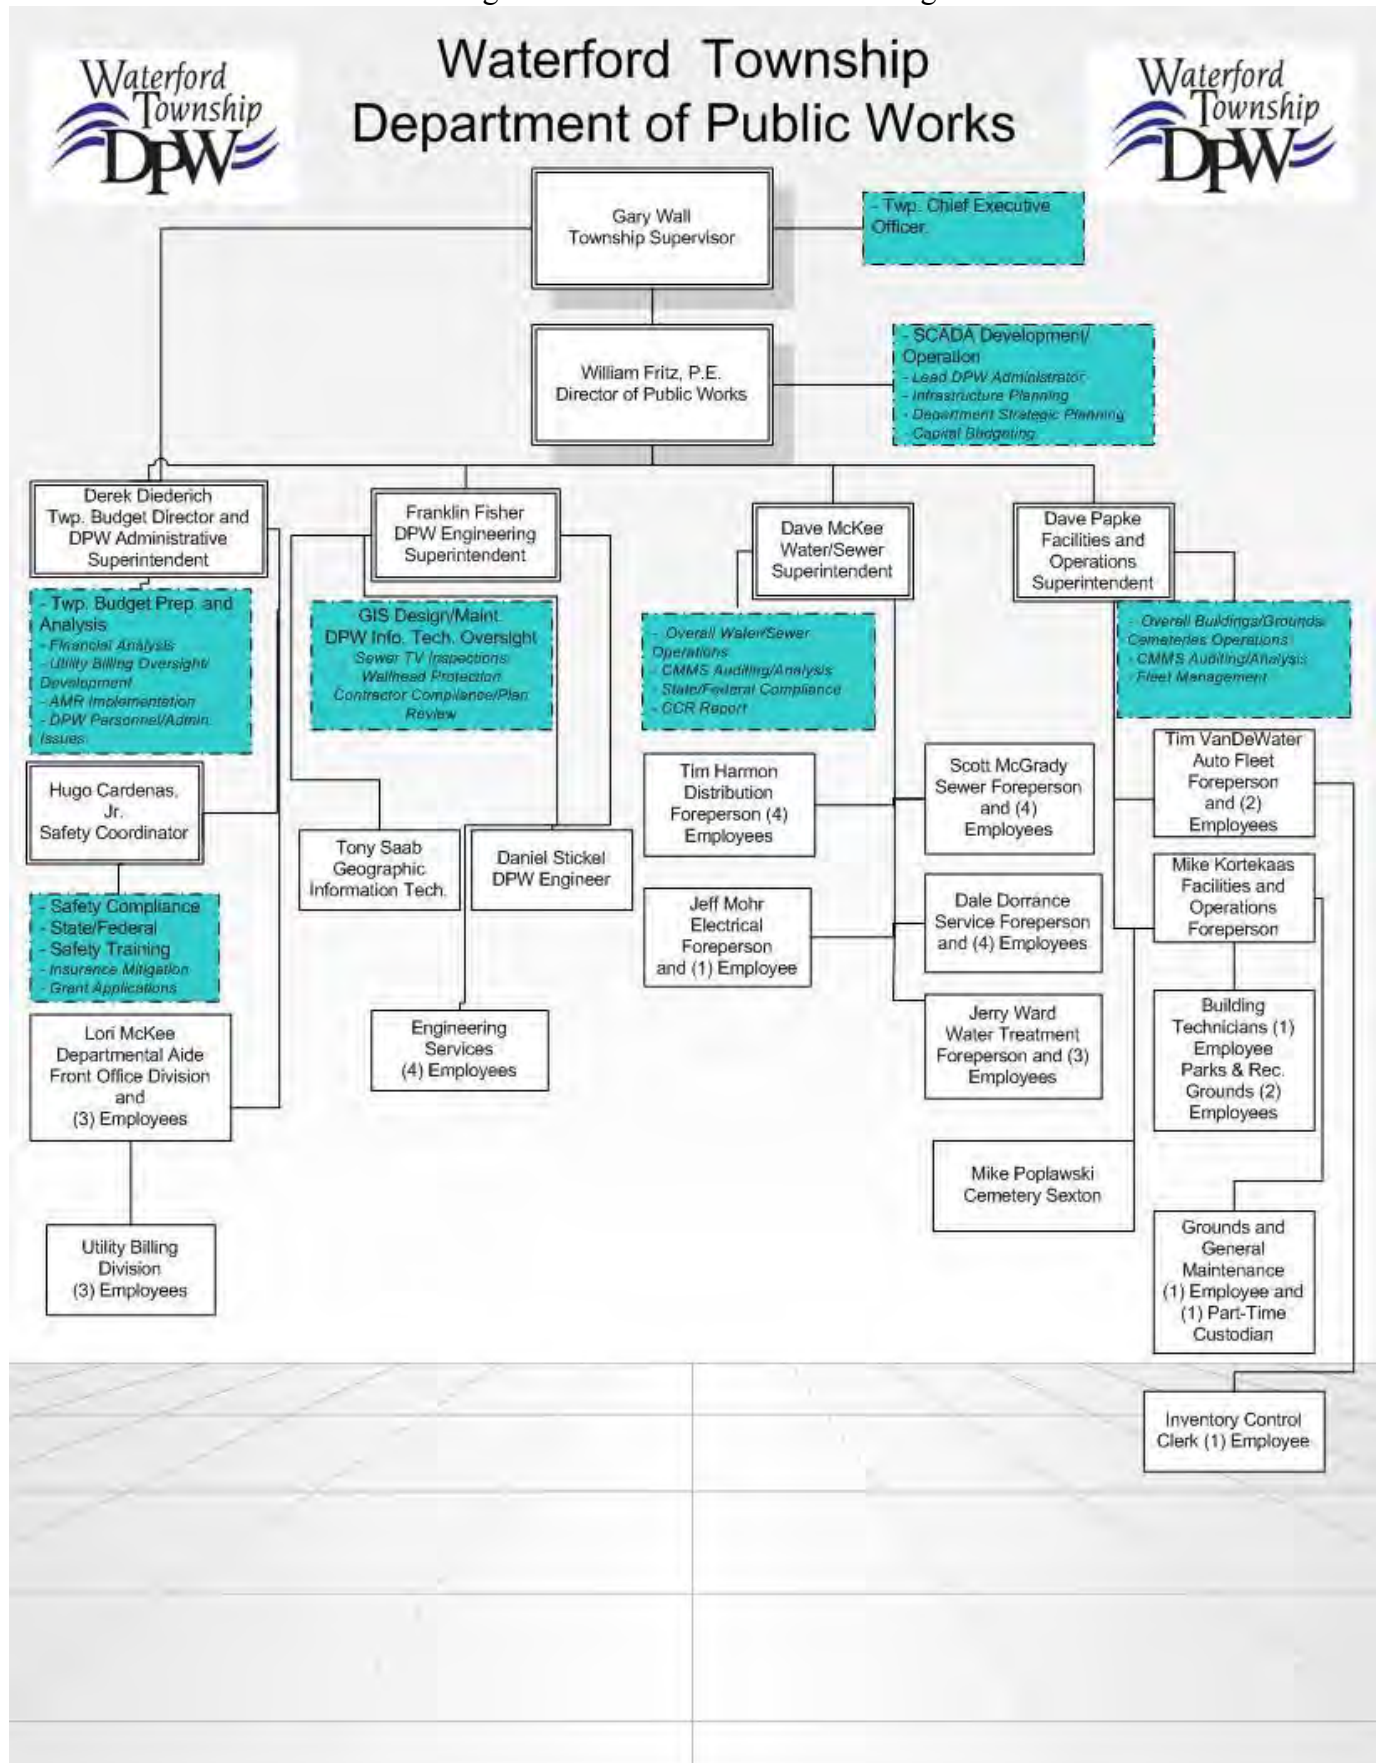 Waterford
Township
DPW
Waterford Township
Department of Public Works
Waterford
Township
DPW
Gary Wall
Township Supervisor
- Twp. Chief Executive
Officer.
William Fritz, P.E.
Director of Public Works
- SCADA Development/
Operation
- Lead DPW Administrator
- Infrastructure Planning
- Department Strategic Planning
- Capital Budgeting
Derek Diederich
Twp. Budget Director and
DPW Administrative
Superintendent
Franklin Fisher
DPW Engineering
Superintendent
Dave McKee
Water/Sewer
Superintendent
Dave Papke
Facilities and
Operations
Superintendent
- Twp. Budget Prep. and
Analysis
- Financial Analysis
- Utility Billing Oversight/
Development
- AMR Implementation
- DPW Personnel/Admin.
Issues
GIS Design/Maint.
DPW Info. Tech. Oversight
Sewer TV Inspections
Wellhead Protection
Contractor Compliance/Plan
Review
- Overall Water/Sewer
Operations
- CMMS Auditing/Analysis
- State/Federal Compliance
- CCR Report
- Overall Buildings/Grounds/
Cemeteries Operations
- CMMS Auditing/Analysis
- Fleet Management
Hugo Cardenas,
Jr.
Safety Coordinator
Tony Saab
Geographic
Information Tech.
Daniel Stickel
DPW Engineer
Tim Harmon
Distribution
Foreperson (4)
Employees
Scott McGrady
Sewer Foreperson
and (4)
Employees
Tim VanDeWater
Auto Fleet
Foreperson
and (2)
Employees
- Safety Compliance
- State/Federal
- Safety Training
- Insurance Mitigation
- Grant Applications
Jeff Mohr
Electrical
Foreperson
and (1) Employee
Dale Dorrance
Service Foreperson
and (4) Employees
Mike Kortekaas
Facilities and
Operations
Foreperson
Lori McKee
Departmental Aide
Front Office Division
and
(3) Employees
Engineering
Services
(4) Employees
Jerry Ward
Water Treatment
Foreperson and (3)
Employees
Building
Technicians (1)
Employee
Parks & Rec.
Grounds (2)
Employees
Mike Poplawski
Cemetery Sexton
Utility Billing
Division
(3) Employees
Grounds and
General
Maintenance
(1) Employee and
(1) Part-Time
Custodian
Inventory Control
Clerk (1) Employee